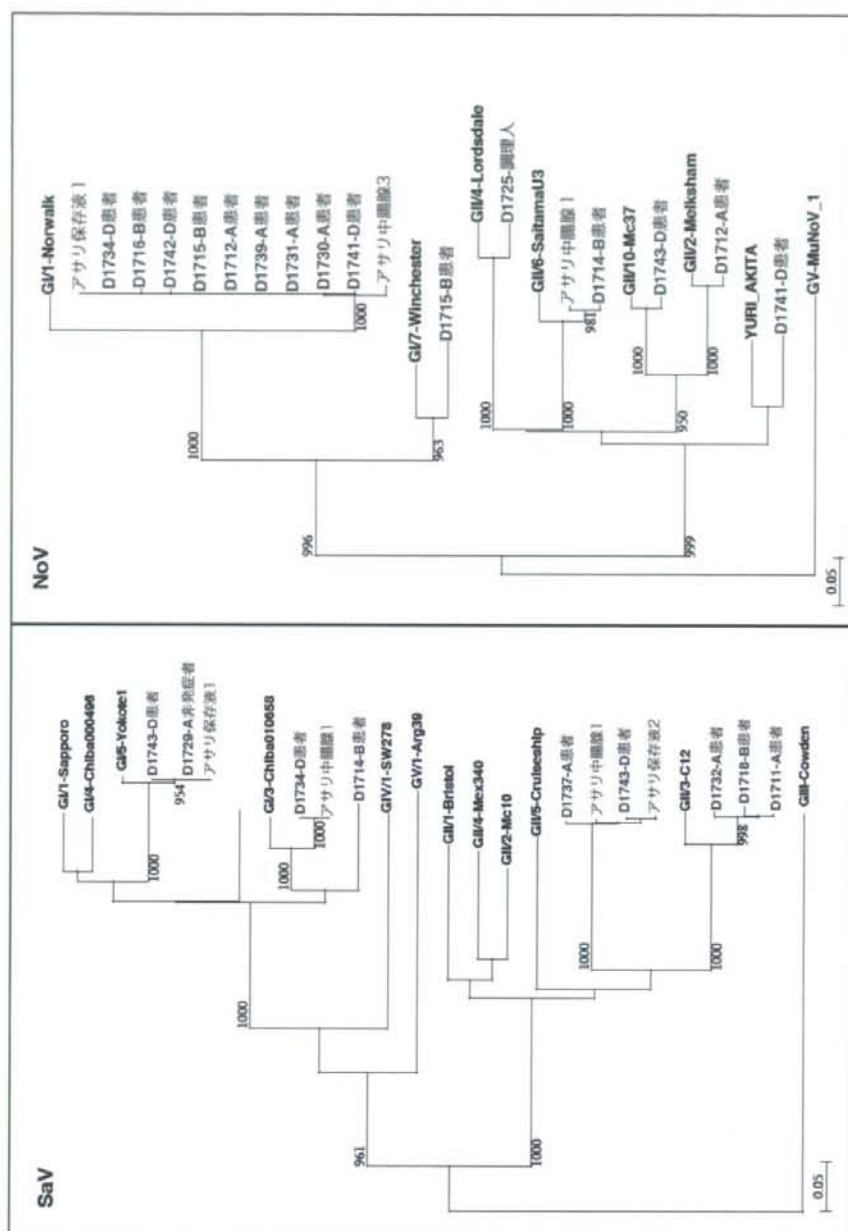 NoV
GI/1-Norwalk
アサリ保存液 1
D1734-D患者
D1716-B患者
D1742-D患者
D1715-B患者
D1712-A患者
D1739-A患者
D1731-A患者
D1730-A患者
D1741-D患者
アサリ中腸腺3
1000
1000
GI/7-Winchester
D1715-B患者
963
996
GII/4-Lordsdale
D1725-調理人
1000
GII/6-SaitamaU3
アサリ中腸腺 1
D1714-B患者
981
1000
GII/10-Mc37
D1743-D患者
1000
GII/2-Melksham
D1712-A患者
1000
950
YURI_AKITA
D1741-D患者
999
GV-MuNoV_1
0.05
SaV
GI/1-Sapporo
GI/4-Chiba000496
GI/5-Yokote1
D1743-D患者
D1729-A非発症者
アサリ保存液1
954
1000
GI/3-Chiba010658
D1734-D患者
アサリ中腸腺1
1000
1000
D1714-B患者
1000
GIV/1-SW278
GV/1-Arg39
961
GII/1-Bristol
GII/4-Mex340
GII/2-Mc10
GII/5-Cruiseship
D1737-A患者
アサリ中腸腺1
D1743-D患者
アサリ保存液2
1000
GII/3-C12
D1732-A患者
D1718-B患者
D1711-A患者
998
1000
1000
GIII-Cowden
0.05